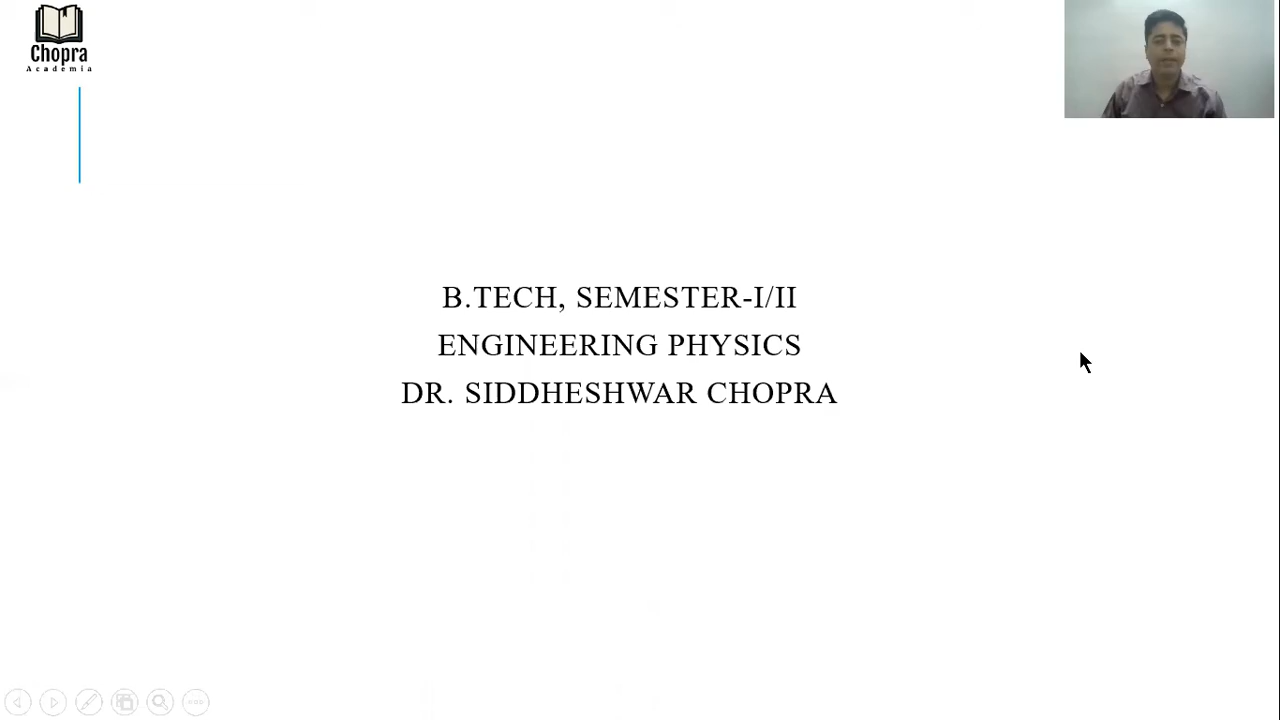 Chopra
Academia
B.TECH, SEMESTER-I/II
ENGINEERING PHYSICS
DR. SIDDHESHWAR CHOPRA